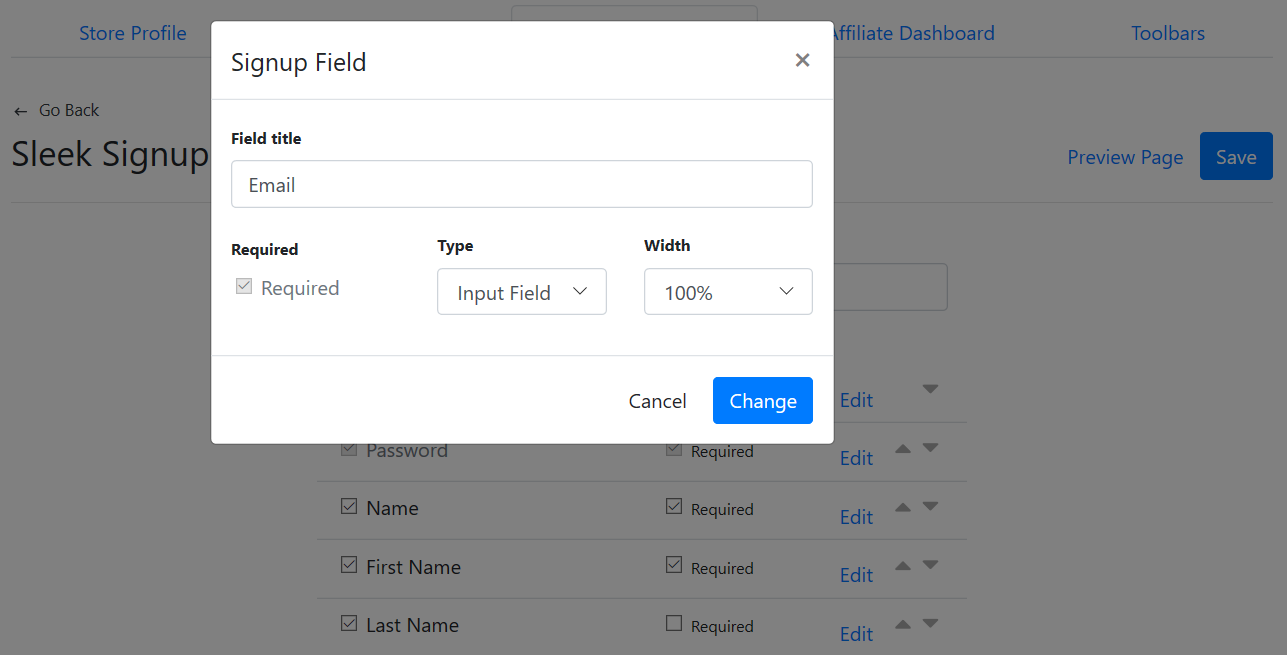 Store Profile
Affiliate Dashboard
Toolbars
Signup Field
×
← Go Back
Sleek Signup
Preview Page
Save
Field title
Email
Required
Type
Width
Required
Input Field
100%
Cancel
Change
Edit
Password
Required
Edit
Name
Required
Edit
First Name
Required
Edit
Last Name
Required
Edit